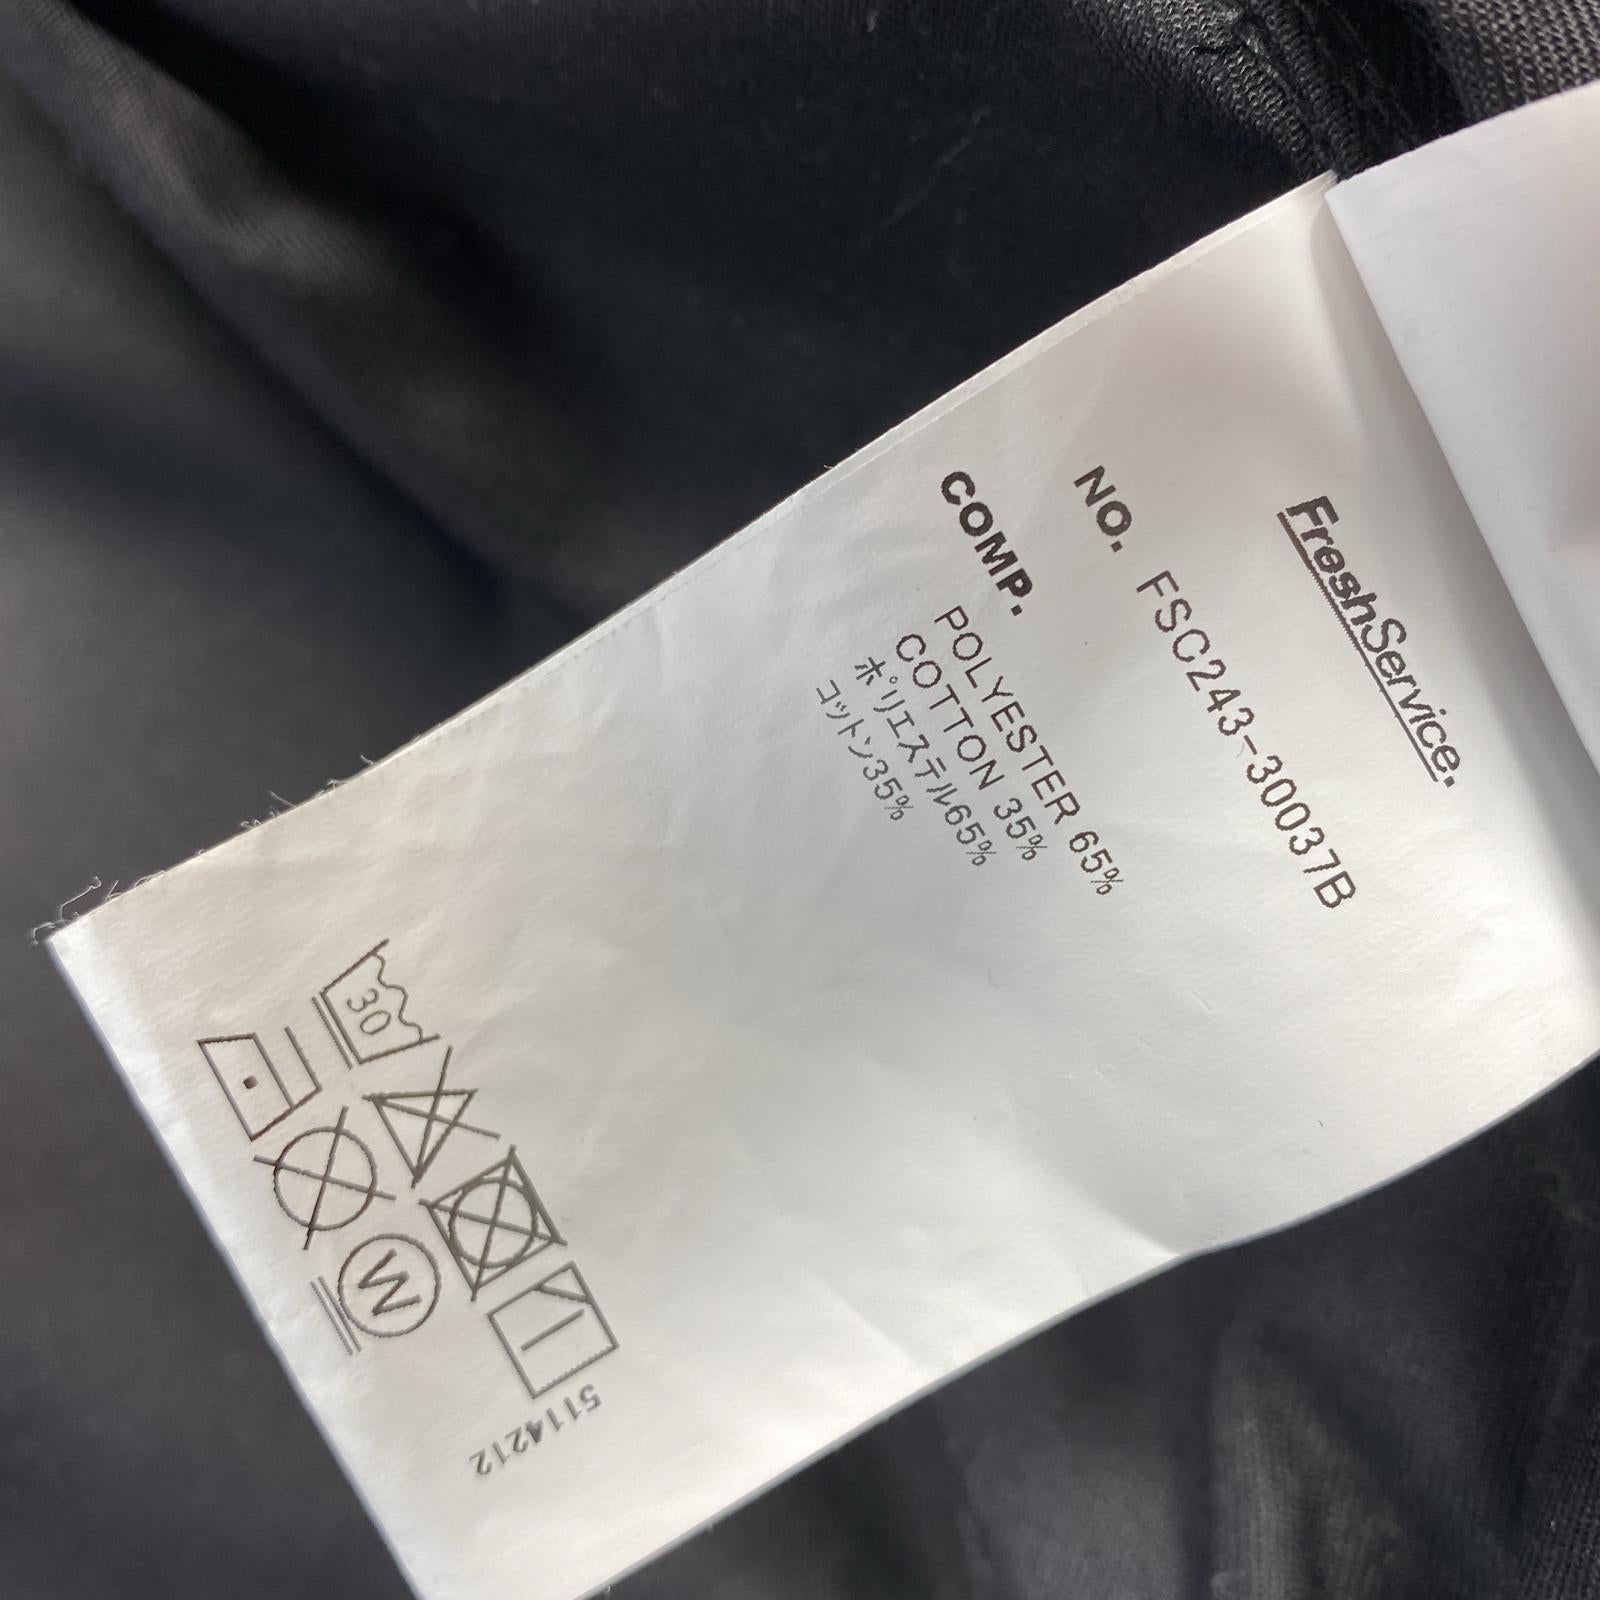 FreshService.
NO. FSC243-30037B
COMP.
POLYESTER 65%
COTTON 35%
ポリエステル65%
コットン35%
30
W
5114212